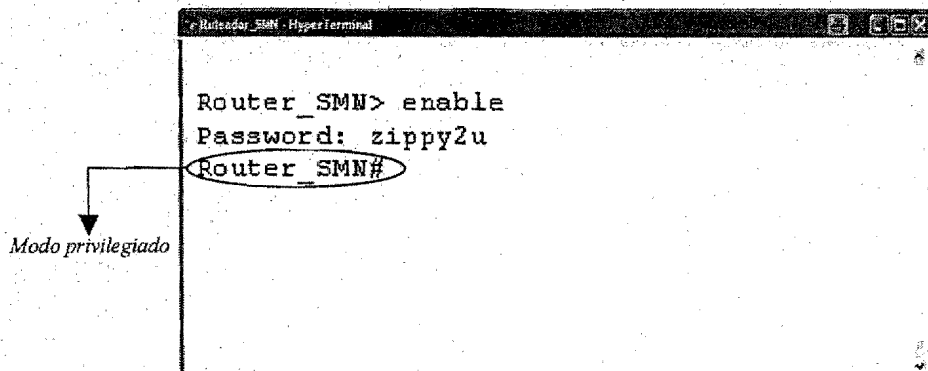 Ruteador_SMN - HyperTerminal
Router_SMN> enable
Password: zippy2u
Router_SMN#
Modo privilegiado